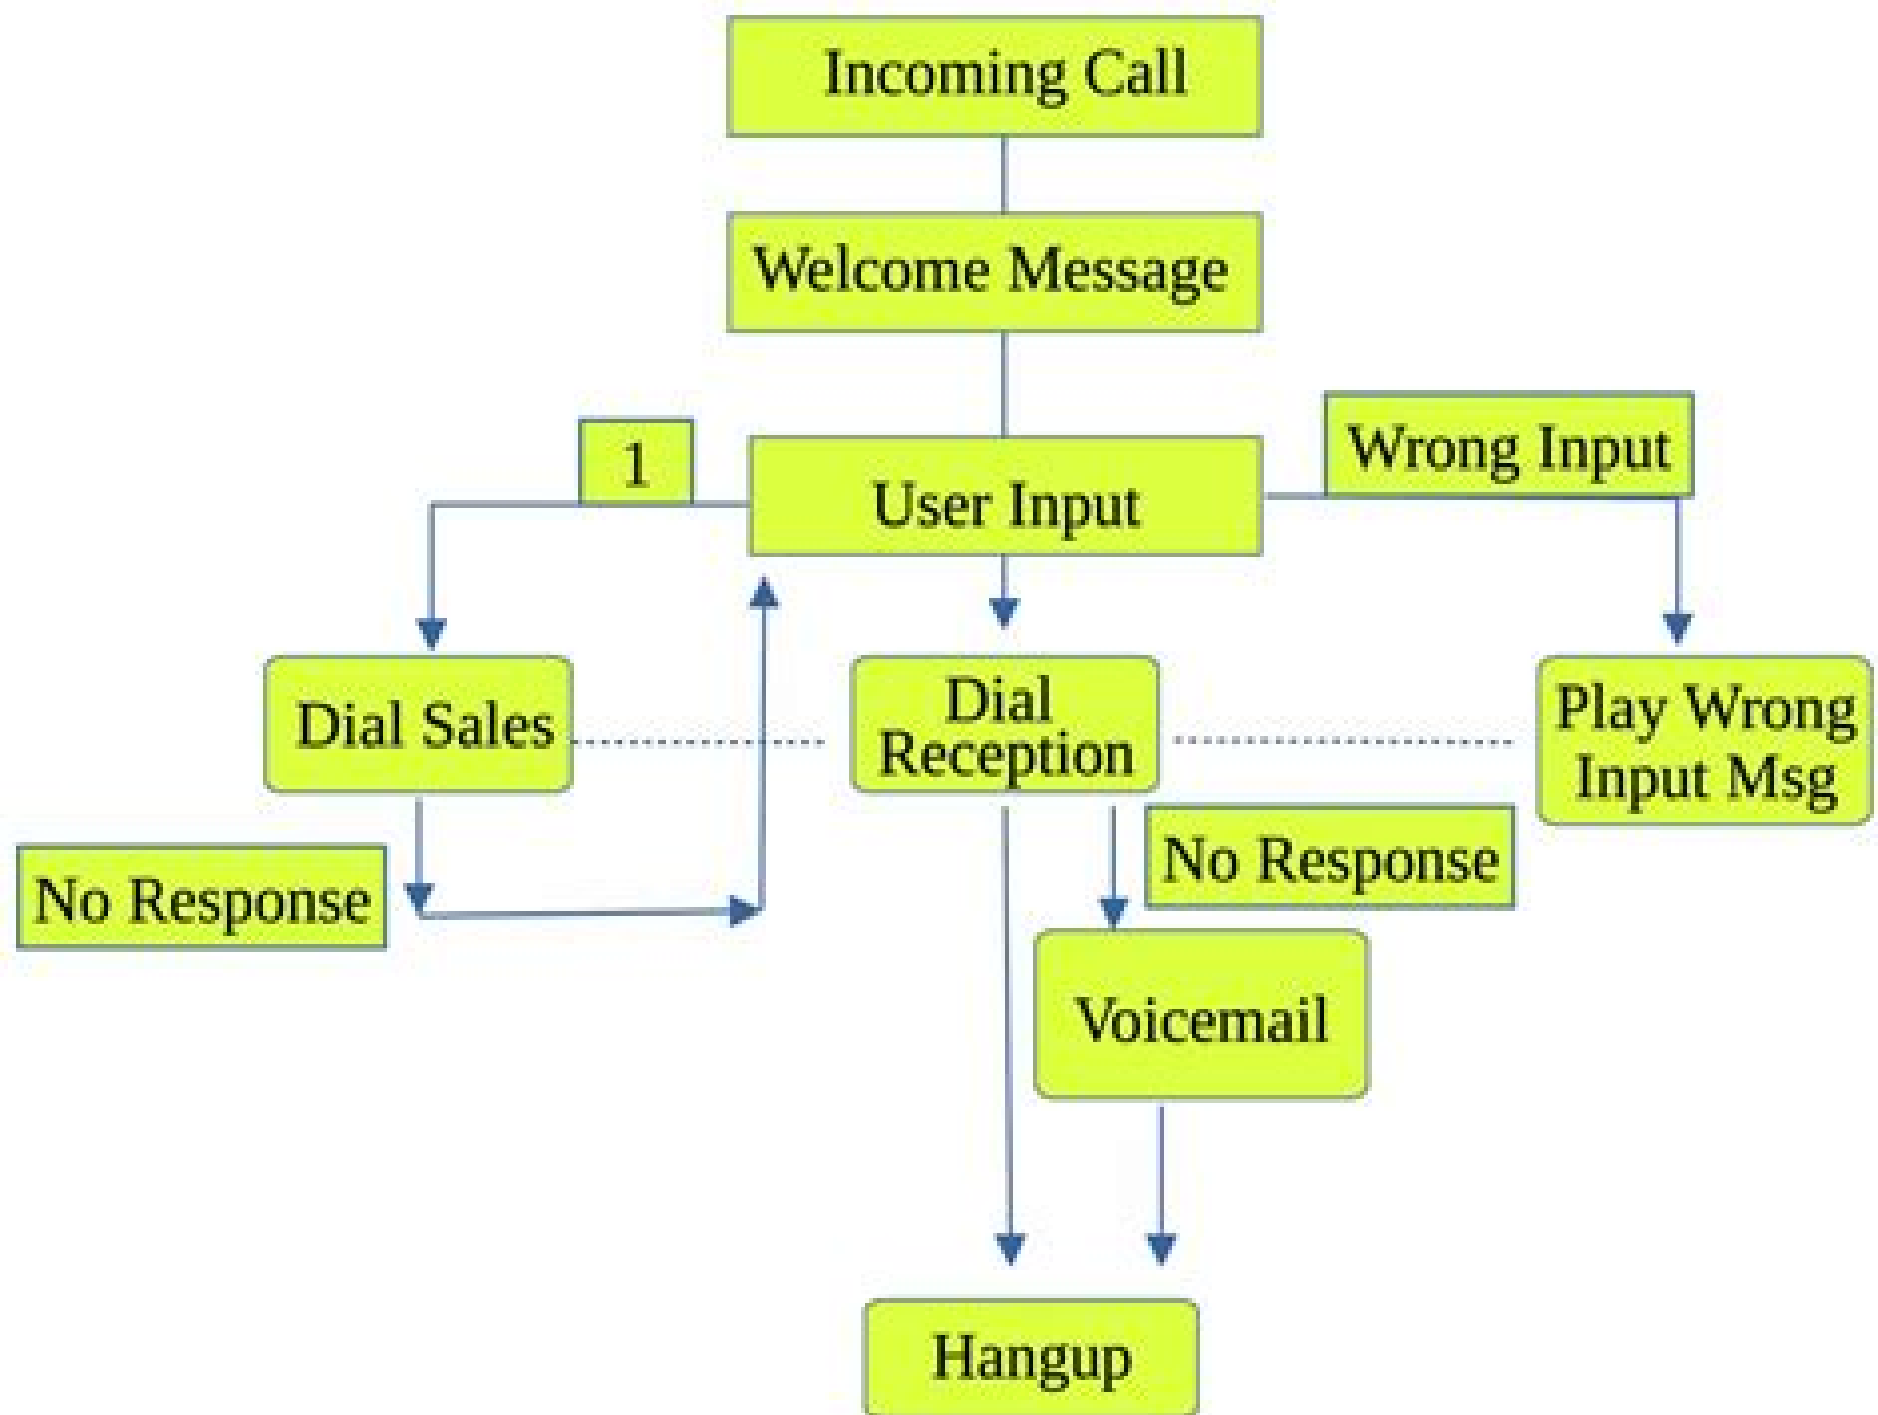 Incoming Call
Welcome Message
1
Wrong Input
User Input
Dial Sales
Dial
Reception
Play Wrong
Input Msg
No Response
No Response
Voicemail
Hangup